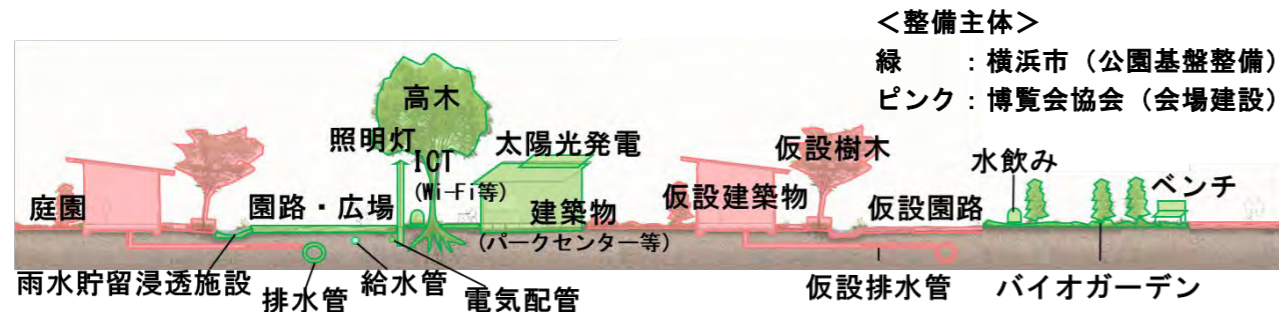 <整備主体>
緑　　：横浜市（公園基盤整備）
ピンク：博覧会協会（会場建設）
高木
照明灯
ICT
(Wi-Fi等)
太陽光発電
仮設樹木
水飲み
庭園
園路・広場
建築物
(パークセンター等)
仮設建築物
仮設園路
ベンチ
雨水貯留浸透施設
排水管
給水管
電気配管
仮設排水管
バイオガーデン